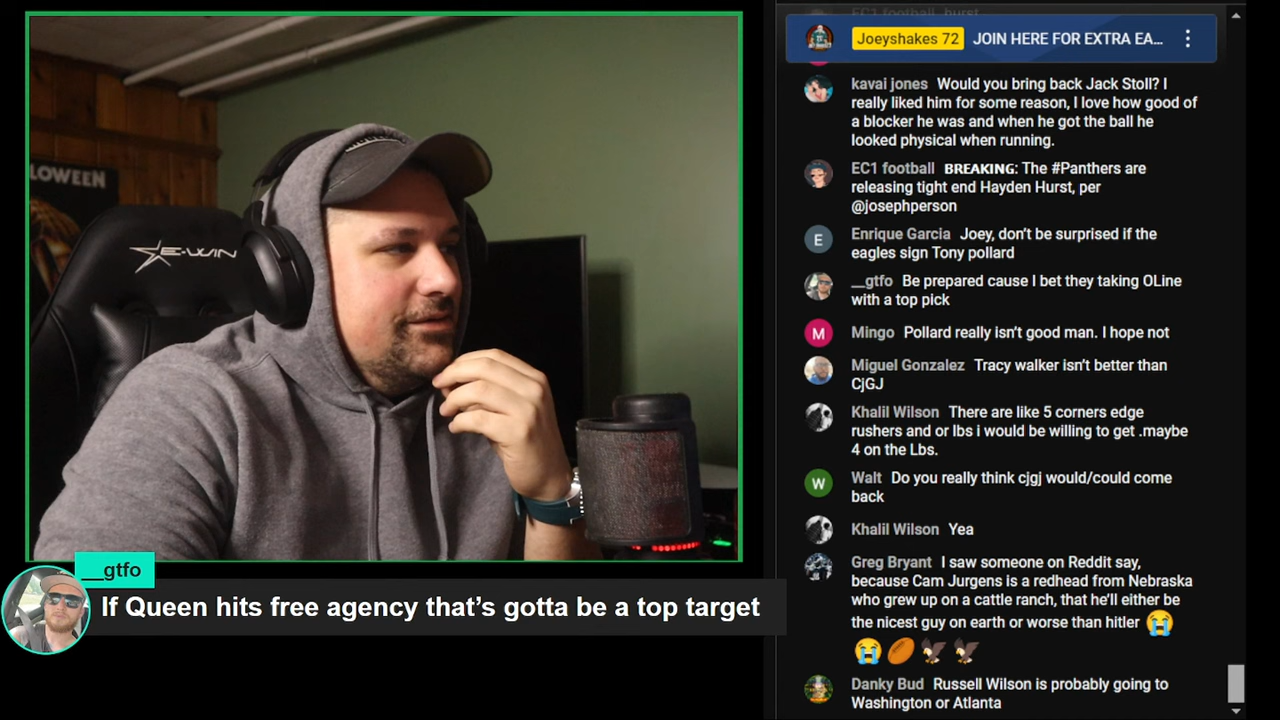 LOWEEN
E-WIN
__gtfo
If Queen hits free agency that's gotta be a top target
EC1 football hurst
Joeyshakes 72 JOIN HERE FOR EXTRA EA...
kavai jones Would you bring back Jack Stoll? I
really liked him for some reason, I love how good of
a blocker he was and when he got the ball he
looked physical when running.
EC1 football BREAKING: The #Panthers are
releasing tight end Hayden Hurst, per
@josephperson
E
Enrique Garcia Joey, don't be surprised if the
eagles sign Tony pollard
__gtfo Be prepared cause I bet they taking OLine
with a top pick
M
Mingo Pollard really isn't good man. I hope not
Miguel Gonzalez Tracy walker isn't better than
CjGJ
Khalil Wilson There are like 5 corners edge
rushers and or lbs i would be willing to get .maybe
4 on the Lbs.
W
Walt Do you really think cjgj would/could come
back
Khalil Wilson Yea
Greg Bryant I saw someone on Reddit say,
because Cam Jurgens is a redhead from Nebraska
who grew up on a cattle ranch, that he'll either be
the nicest guy on earth or worse than hitler 😭
😭🏈🦅🦅
Danky Bud Russell Wilson is probably going to
Washington or Atlanta